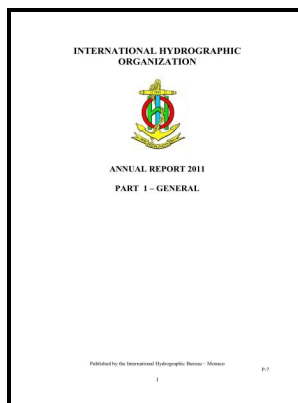 INTERNATIONAL HYDROGRAPHIC
ORGANIZATION
ANNUAL REPORT 2011
PART 1 – GENERAL
Published by the International Hydrographic Bureau – Monaco
P-7
1